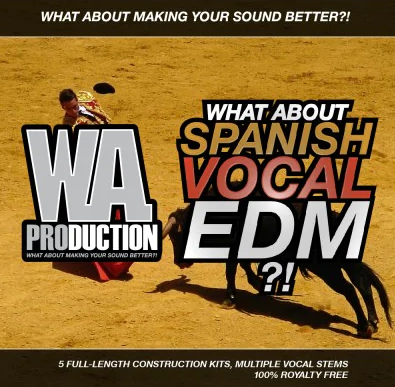 WHAT ABOUT MAKING YOUR SOUND BETTER?!
WA
PRODUCTION
WHAT ABOUT MAKING YOUR SOUND BETTER?!
WHAT ABOUT
SPANISH
VOCAL
EDM
?!
5 FULL-LENGTH CONSTRUCTION KITS, MULTIPLE VOCAL STEMS
100% ROYALTY FREE